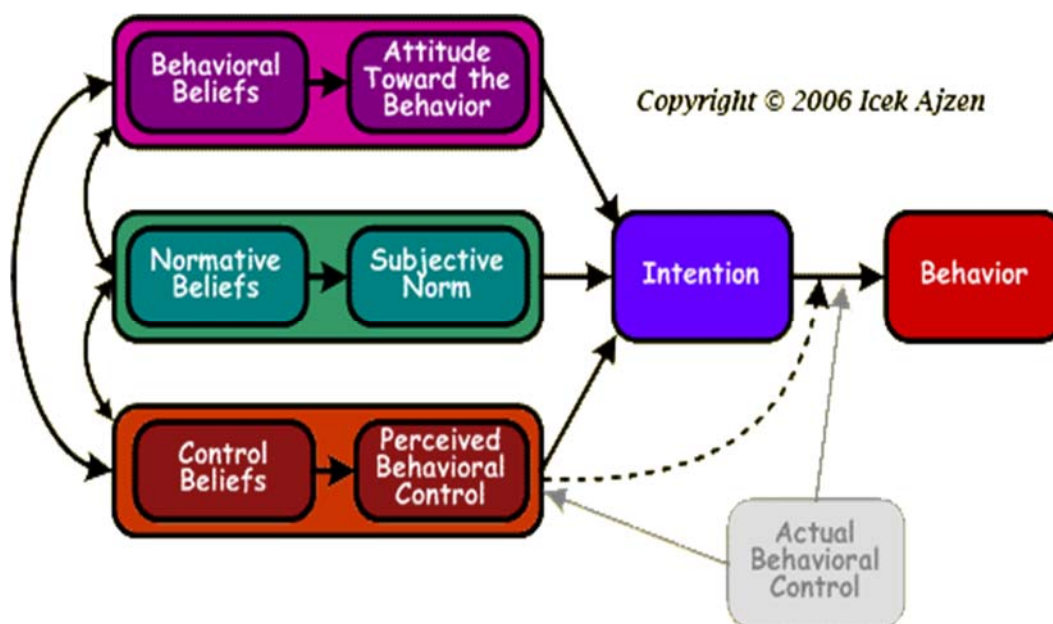 Behavioral
Beliefs
Attitude
Toward the
Behavior
Copyright © 2006 Icek Ajzen
Normative
Beliefs
Subjective
Norm
Intention
Behavior
Control
Beliefs
Perceived
Behavioral
Control
Actual
Behavioral
Control